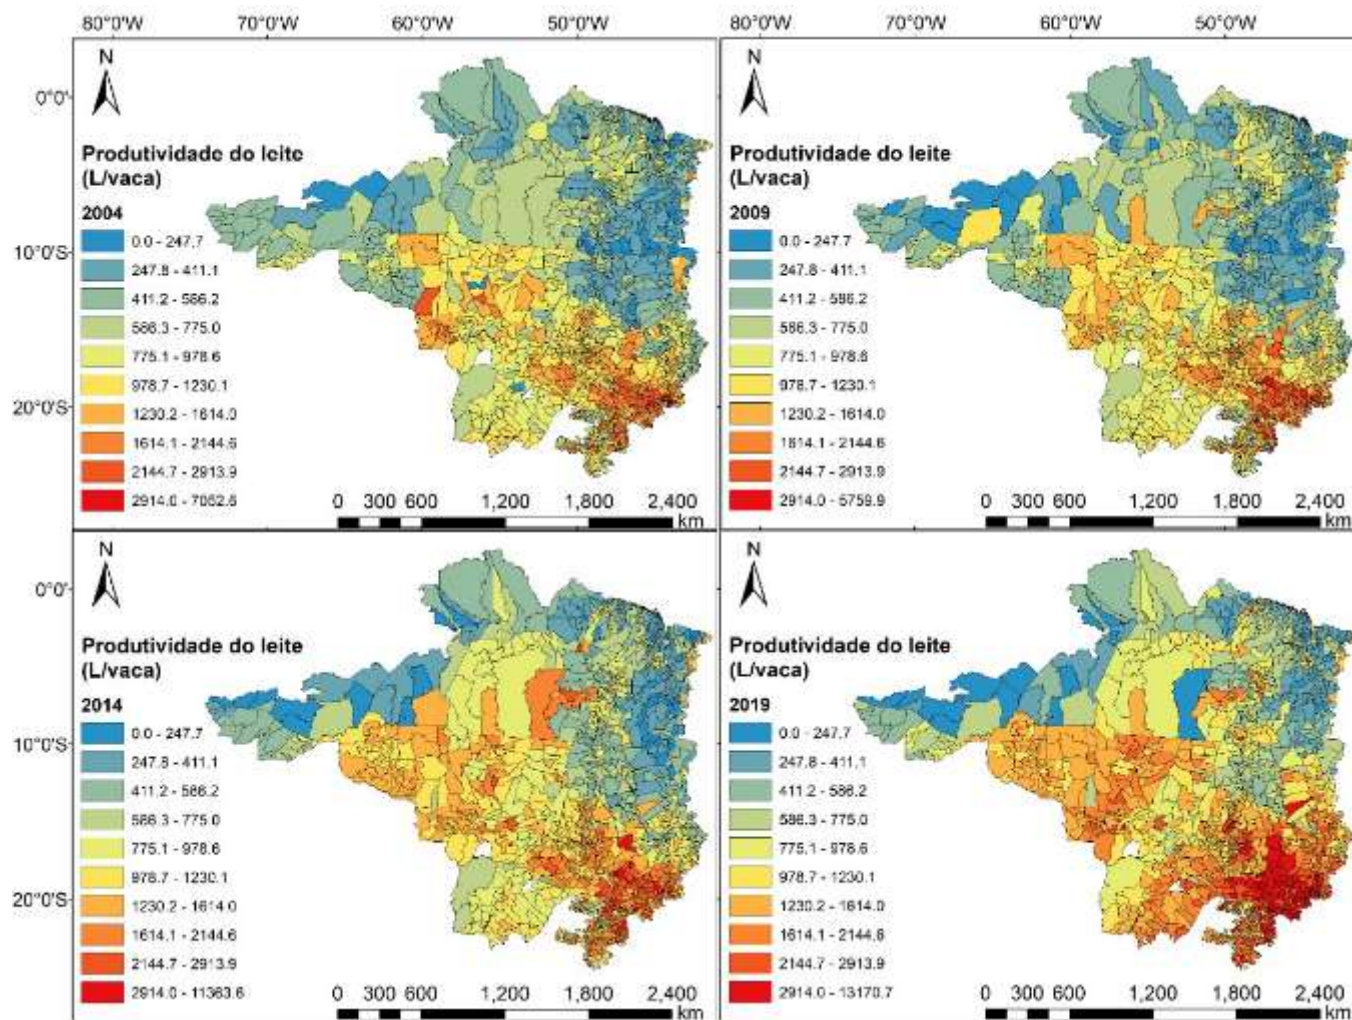 80°0'W 70°0'W 60°0'W 50°0'W 80°0'W 70°0'W 60°0'W 50°0'W
N
0°0'
Produtividade do leite
(L/vaca)
2004
0.0 - 247.7
247.8 - 411.1
10°0'S
411.2 - 586.2
586.3 - 775.0
775.1 - 978.6
978.7 - 1230.1
1230.2 - 1614.0
20°0'S
1614.1 - 2144.6
2144.7 - 2913.9
2914.0 - 7052.6
0 300 600 1,200 1,800 2,400
km
N
Produtividade do leite
(L/vaca)
2009
0.0 - 247.7
247.8 - 411.1
411.2 - 586.2
586.3 - 775.0
775.1 - 978.6
978.7 - 1230.1
1230.2 - 1614.0
1614.1 - 2144.6
2144.7 - 2913.9
2914.0 - 5759.9
0 300 600 1,200 1,800 2,400
km
N
0°0'
Produtividade do leite
(L/vaca)
2014
0.0 - 247.7
10°0'S
247.8 - 411.1
411.2 - 586.2
586.3 - 775.0
775.1 - 978.6
978.7 - 1230.1
20°0'S
1230.2 - 1614.0
1614.1 - 2144.6
2144.7 - 2913.9
2914.0 - 11363.6
0 300 600 1,200 1,800 2,400
km
N
Produtividade do leite
(L/vaca)
2019
0.0 - 247.7
247.8 - 411.1
411.2 - 586.2
586.3 - 775.0
775.1 - 978.6
978.7 - 1230.1
1230.2 - 1614.0
1614.1 - 2144.6
2144.7 - 2913.9
2914.0 - 13170.7
0 300 600 1,200 1,800 2,400
km